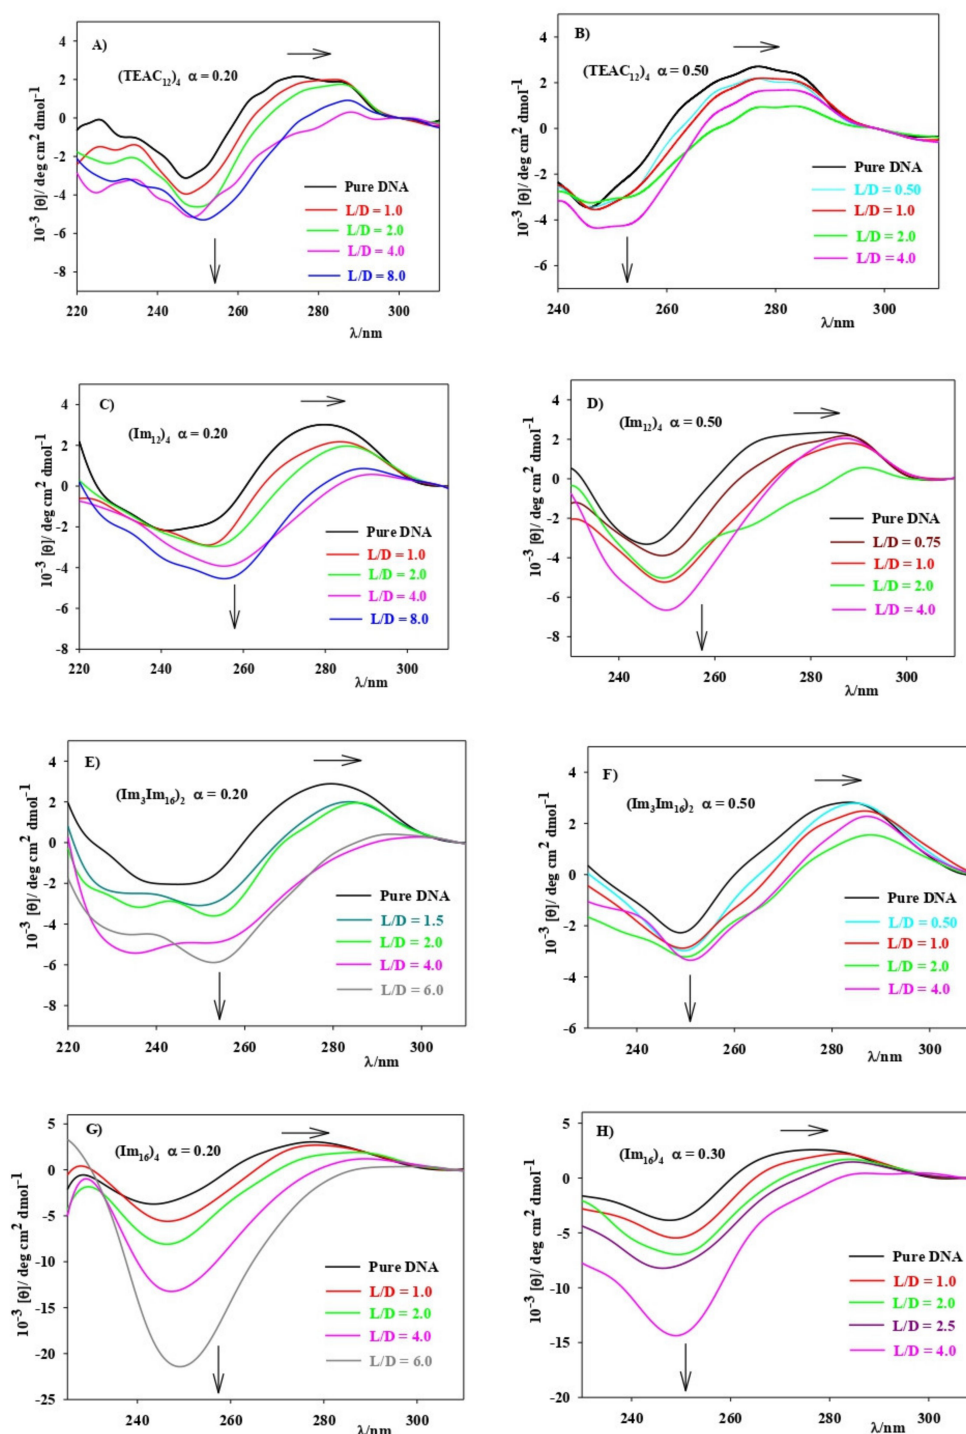 A)
(TEAC₁₂)₄ α = 0.20
10⁻³ [θ]/ deg cm² dmol⁻¹
4
2
0
-2
-4
-6
-8
Pure DNA
L/D = 1.0
L/D = 2.0
L/D = 4.0
L/D = 8.0
220 240 260 280 300
λ/nm
B)
(TEAC₁₂)₄ α = 0.50
10⁻³ [θ]/ deg cm² dmol⁻¹
4
2
0
-2
-4
-6
Pure DNA
L/D = 0.50
L/D = 1.0
L/D = 2.0
L/D = 4.0
240 260 280 300
λ/nm
C)
(Im₁₂)₄ α = 0.20
10⁻³ [θ]/ deg cm² dmol⁻¹
4
2
0
-2
-4
-6
-8
Pure DNA
L/D = 1.0
L/D = 2.0
L/D = 4.0
L/D = 8.0
220 240 260 280 300
λ/nm
D)
(Im₁₂)₄ α = 0.50
10⁻³ [θ]/ deg cm² dmol⁻¹
4
2
0
-2
-4
-6
-8
Pure DNA
L/D = 0.75
L/D = 1.0
L/D = 2.0
L/D = 4.0
240 260 280 300
λ/nm
E)
(Im₃Im₁₆)₂ α = 0.20
10⁻³ [θ]/ deg cm² dmol⁻¹
4
2
0
-2
-4
-6
-8
Pure DNA
L/D = 1.5
L/D = 2.0
L/D = 4.0
L/D = 6.0
220 240 260 280 300
λ/nm
F)
(Im₃Im₁₆)₂ α = 0.50
10⁻³ [θ]/ deg cm² dmol⁻¹
4
2
0
-2
-4
-6
Pure DNA
L/D = 0.50
L/D = 1.0
L/D = 2.0
L/D = 4.0
240 260 280 300
λ/nm
G)
(Im₁₆)₄ α = 0.20
10⁻³ [θ]/ deg cm² dmol⁻¹
5
0
-5
-10
-15
-20
-25
Pure DNA
L/D = 1.0
L/D = 2.0
L/D = 4.0
L/D = 6.0
240 260 280 300
λ/nm
H)
(Im₁₆)₄ α = 0.30
10⁻³ [θ]/ deg cm² dmol⁻¹
5
0
-5
-10
-15
-20
Pure DNA
L/D = 1.0
L/D = 2.0
L/D = 2.5
L/D = 4.0
240 260 280 300
λ/nm